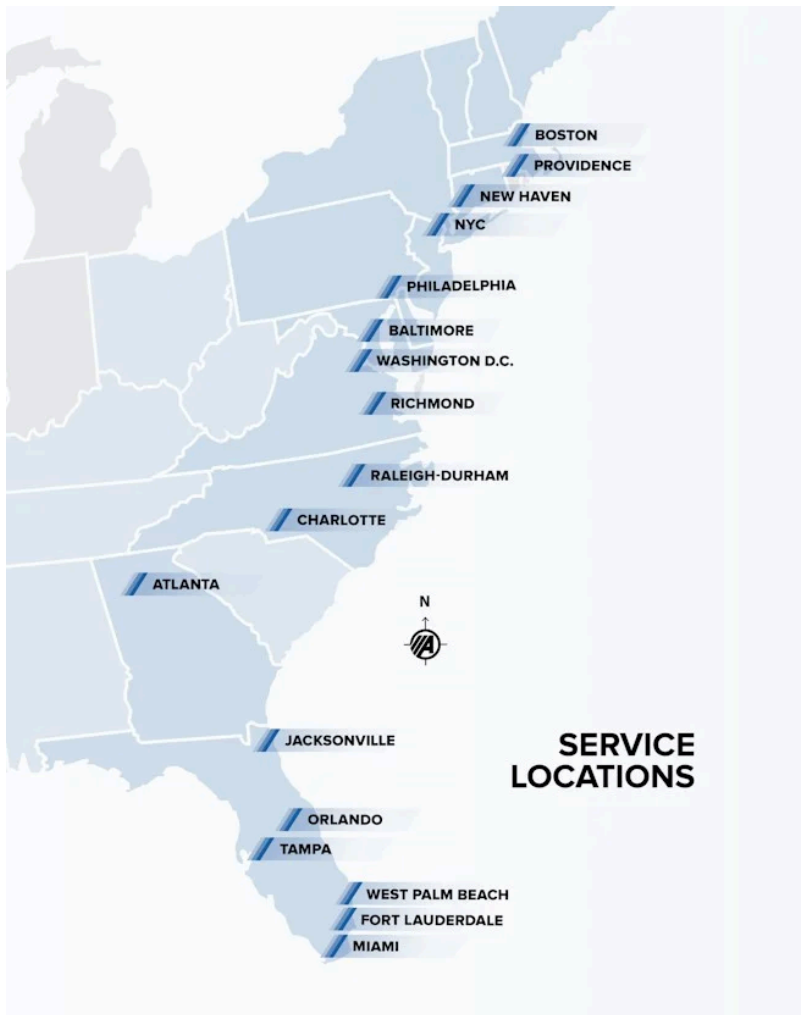 BOSTON
PROVIDENCE
NEW HAVEN
NYC
PHILADELPHIA
BALTIMORE
WASHINGTON D.C.
RICHMOND
RALEIGH-DURHAM
CHARLOTTE
ATLANTA
N
A
JACKSONVILLE
SERVICE
LOCATIONS
ORLANDO
TAMPA
WEST PALM BEACH
FORT LAUDERDALE
MIAMI